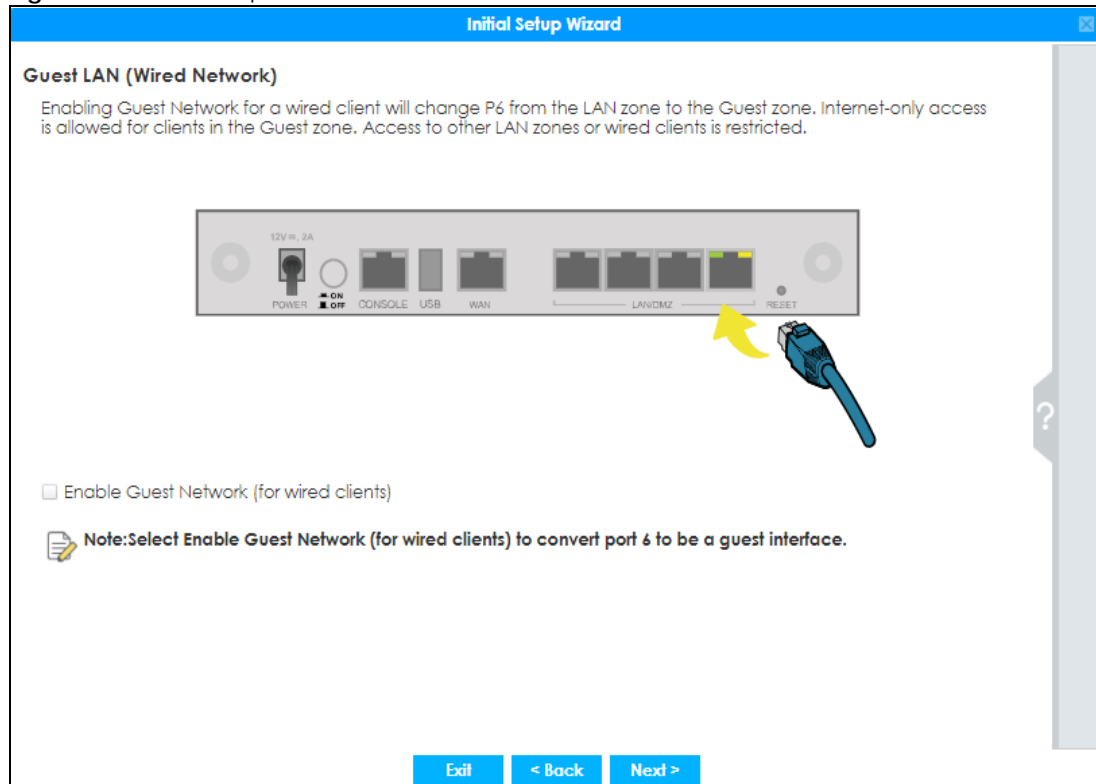 Initial Setup Wizard
Guest LAN (Wired Network)
Enabling Guest Network for a wired client will change P6 from the LAN zone to the Guest zone. Internet-only access
is allowed for clients in the Guest zone. Access to other LAN zones or wired clients is restricted.
12V⎓, 2A
ON
OFF
POWER
CONSOLE
USB
WAN
LAN/DMZ
RESET
?
Enable Guest Network (for wired clients)
Note:Select Enable Guest Network (for wired clients) to convert port 6 to be a guest interface.
Exit
< Back
Next >